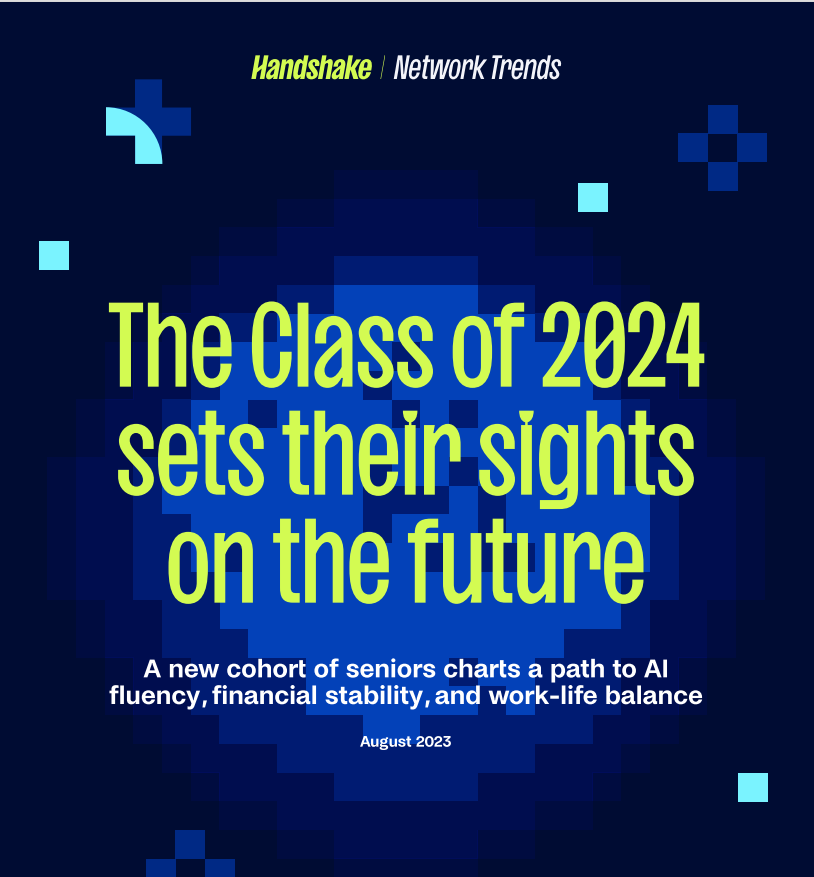 Handshake | Network Trends
The Class of 2024
sets their sights
on the future
A new cohort of seniors charts a path to AI
fluency, financial stability, and work-life balance
August 2023